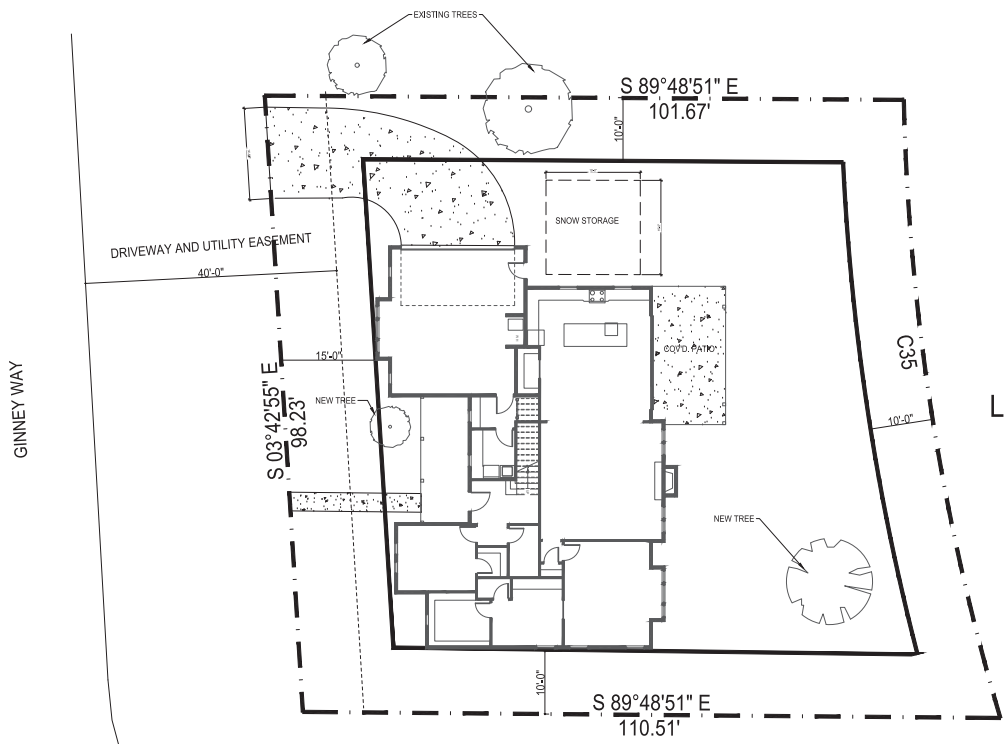 EXISTING TREES
S 89°48'51" E
101.67'
10'-0"
SNOW STORAGE
DRIVEWAY AND UTILITY EASEMENT
40'-0"
COV'D. PATIO
C35
15'-0"
GINNEY WAY
S 03°42'55" E
98.23'
NEW TREE
10'-0"
L
NEW TREE
10'-0"
S 89°48'51" E
110.51'